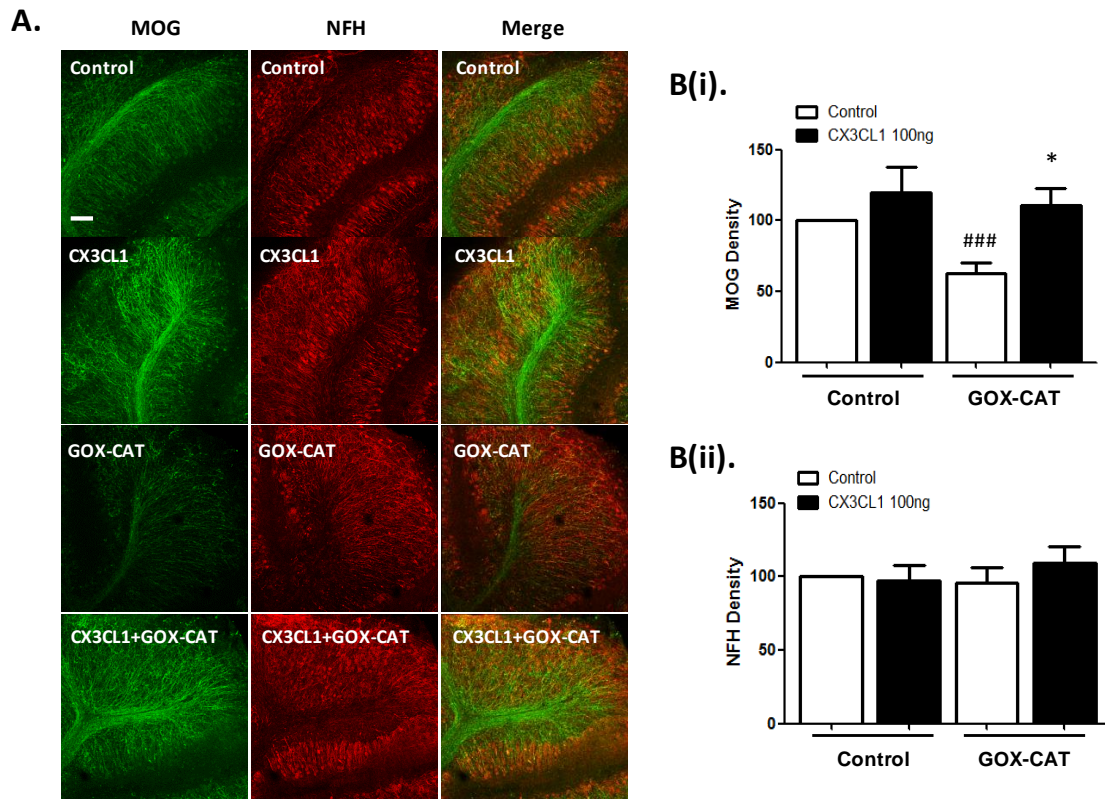 A.
MOG NFH Merge
Control Control Control
CX3CL1 CX3CL1 CX3CL1
GOX-CAT GOX-CAT GOX-CAT
CX3CL1+GOX-CAT CX3CL1+GOX-CAT CX3CL1+GOX-CAT
B(i).
Control
CX3CL1 100ng
MOG Density
150
100
50
0
###
*
Control GOX-CAT
B(ii).
Control
CX3CL1 100ng
NFH Density
150
100
50
0
Control GOX-CAT